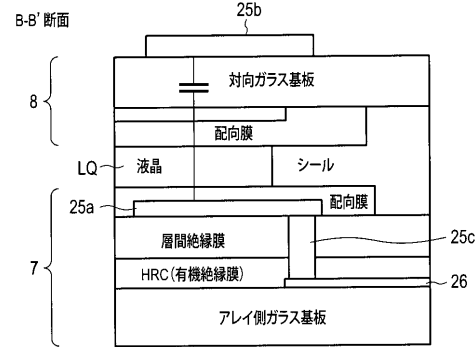 B-B' 断面
25b
対向ガラス基板
8
配向膜
LQ
液晶
シール
25a
配向膜
層間絶縁膜
25c
7
HRC(有機絶縁膜)
26
アレイ側ガラス基板